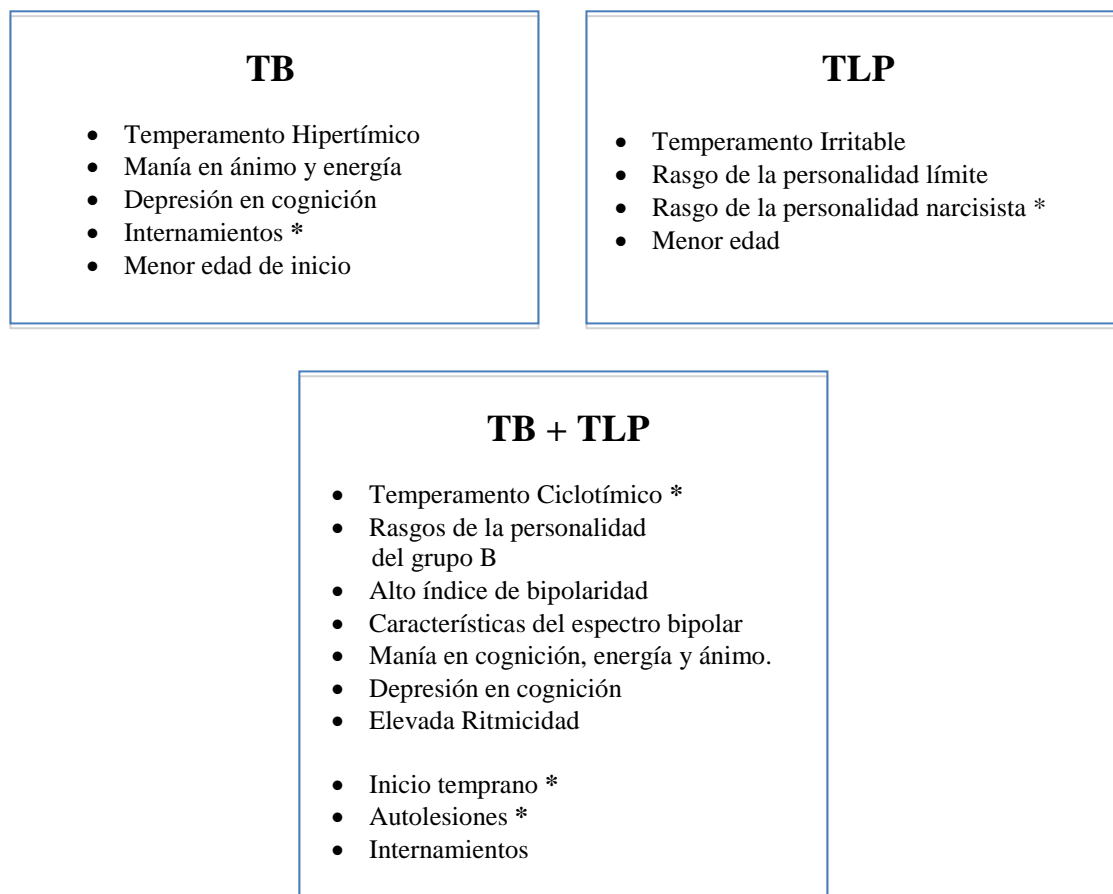 TB
• Temperamento Hipertímico
• Manía en ánimo y energía
• Depresión en cognición
• Internamientos *
• Menor edad de inicio
TLP
• Temperamento Irritable
• Rasgo de la personalidad límite
• Rasgo de la personalidad narcisista *
• Menor edad
TB + TLP
• Temperamento Ciclotímico *
• Rasgos de la personalidad
del grupo B
• Alto índice de bipolaridad
• Características del espectro bipolar
• Manía en cognición, energía y ánimo.
• Depresión en cognición
• Elevada Ritmicidad
• Inicio temprano *
• Autolesiones *
• Internamientos